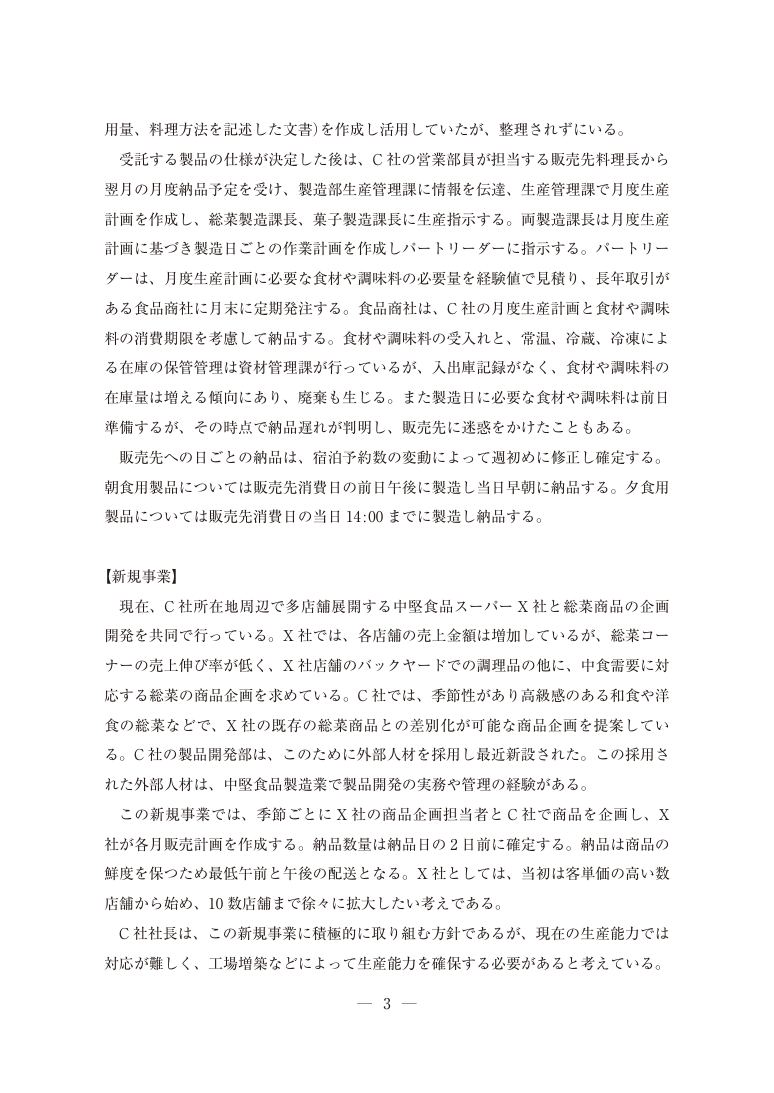 用量、料理方法を記述した文書)を作成し活用していたが、整理されずにいる。
受託する製品の仕様が決定した後は、C 社の営業部員が担当する販売先料理長から
翌月の月度納品予定を受け、製造部生産管理課に情報を伝達、生産管理課で月度生産
計画を作成し、総菜製造課長、菓子製造課長に生産指示する。両製造課長は月度生産
計画に基づき製造日ごとの作業計画を作成しパートリーダーに指示する。パートリー
ダーは、月度生産計画に必要な食材や調味料の必要量を経験値で見積り、長年取引が
ある食品商社に月末に定期発注する。食品商社は、C 社の月度生産計画と食材や調味
料の消費期限を考慮して納品する。食材や調味料の受入れと、常温、冷蔵、冷凍によ
る在庫の保管管理は資材管理課が行っているが、入出庫記録がなく、食材や調味料の
在庫量は増える傾向にあり、廃棄も生じる。また製造日に必要な食材や調味料は前日
準備するが、その時点で納品遅れが判明し、販売先に迷惑をかけたこともある。
販売先への日ごとの納品は、宿泊予約数の変動によって週初めに修正し確定する。
朝食用製品については販売先消費日の前日午後に製造し当日早朝に納品する。夕食用
製品については販売先消費日の当日 14:00 までに製造し納品する。
【新規事業】
現在、C 社所在地周辺で多店舗展開する中堅食品スーパー X 社と総菜商品の企画
開発を共同で行っている。X 社では、各店舗の売上金額は増加しているが、総菜コー
ナーの売上伸び率が低く、X 社店舗のバックヤードでの調理品の他に、中食需要に対
応する総菜の商品企画を求めている。C 社では、季節性があり高級感のある和食や洋
食の総菜などで、X 社の既存の総菜商品との差別化が可能な商品企画を提案してい
る。C 社の製品開発部は、このために外部人材を採用し最近新設された。この採用さ
れた外部人材は、中堅食品製造業で製品開発の実務や管理の経験がある。
この新規事業では、季節ごとに X 社の商品企画担当者と C 社で商品を企画し、X
社が各月販売計画を作成する。納品数量は納品日の 2 日前に確定する。納品は商品の
鮮度を保つため最低午前と午後の配送となる。X 社としては、当初は客単価の高い数
店舗から始め、10 数店舗まで徐々に拡大したい考えである。
C 社社長は、この新規事業に積極的に取り組む方針であるが、現在の生産能力では
対応が難しく、工場増築などによって生産能力を確保する必要があると考えている。
— 3 —